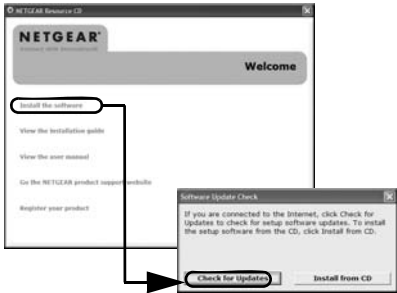 NETGEAR Resource CD
NETGEAR®
Connect with Innovation™
Welcome
Install the software
View the installation guide
View the user manual
Go the NETGEAR product support website
Register your product
Software Update Check
If you are connected to the Internet, click Check for
Updates to check for setup software updates. To install
the setup software from the CD, click Install from CD.
Check for Updates
Install from CD